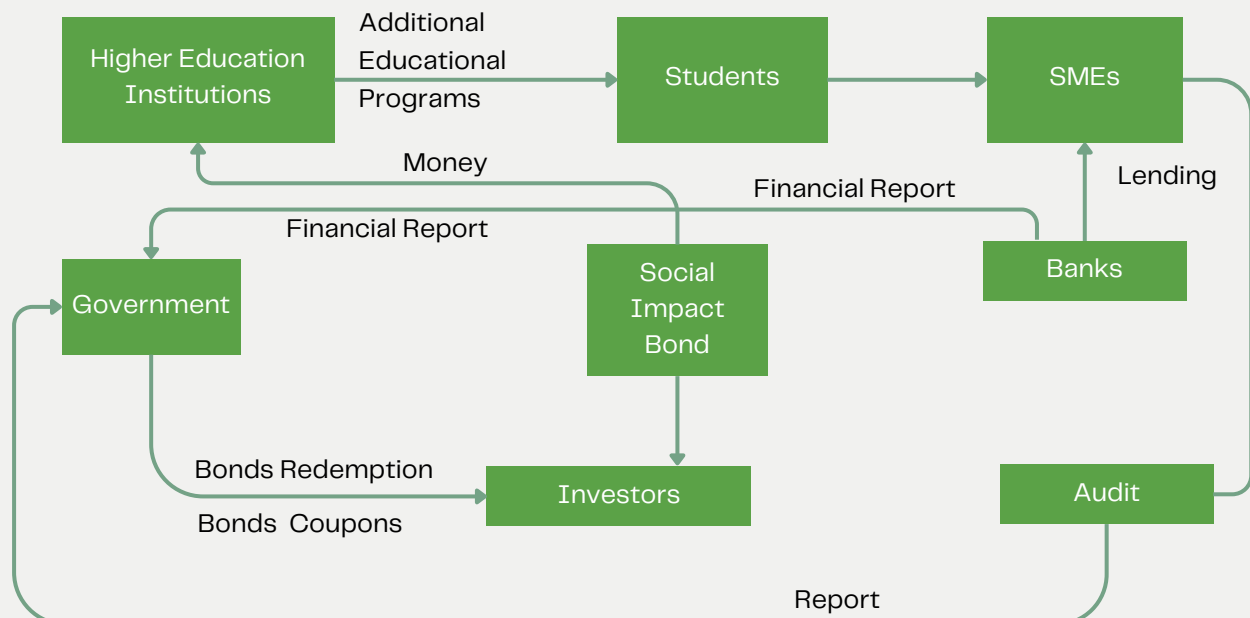 Higher Education
Institutions
Additional
Educational
Programs
Students
SMEs
Money
Financial Report
Lending
Financial Report
Government
Social
Impact
Bond
Banks
Bonds Redemption
Bonds Coupons
Investors
Audit
Report